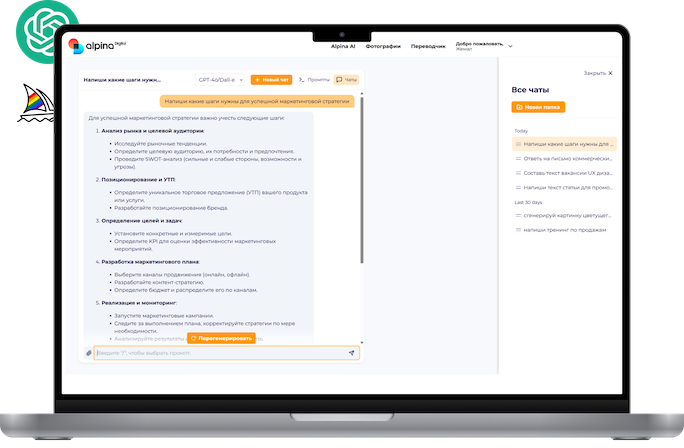 alpina Digital
Alpina AI
Фотографии
Переводчик
Добро пожаловать,
Жаннат
Напиши какие шаги нужн...
GPT-4o/Dall-e
+ Новый чат
Промпты
Чаты
Напиши какие шаги нужны для успешной маркетинговой стратегии
Для успешной маркетинговой стратегии важно учесть следующие шаги:
1. Анализ рынка и целевой аудитории:
• Исследуйте рыночные тенденции.
• Определите целевую аудиторию, их потребности и предпочтения.
• Проведите SWOT-анализ (сильные и слабые стороны, возможности и
угрозы).
2. Позиционирование и УТП:
• Определите уникальное торговое предложение (УТП) вашего продукта
или услуги.
• Разработайте позиционирование бренда.
3. Определение целей и задач:
• Установите конкретные и измеримые цели.
• Определите KPI для оценки эффективности маркетинговых
мероприятий.
4. Разработка маркетингового плана:
• Выберите каналы продвижения (онлайн, офлайн).
• Разработайте контент-стратегию.
• Определите бюджет и распределите его по каналам.
5. Реализация и мониторинг:
• Запустите маркетинговые кампании.
• Следите за выполнением плана, корректируйте стратегии по мере
необходимости.
• Анализируйте результаты
Перегенерировать
Введите "/", чтобы выбрать промпт.
Закрыть ×
Все чаты
Новая папка
Today
Напиши какие шаги нужны для ...
Ответь на письмо коммерчески...
Составь текст вакансии UX диза...
Напиши текст статьи для промо...
Last 30 days
сгенерируй картинку цветущег...
напиши тренинг по продажам